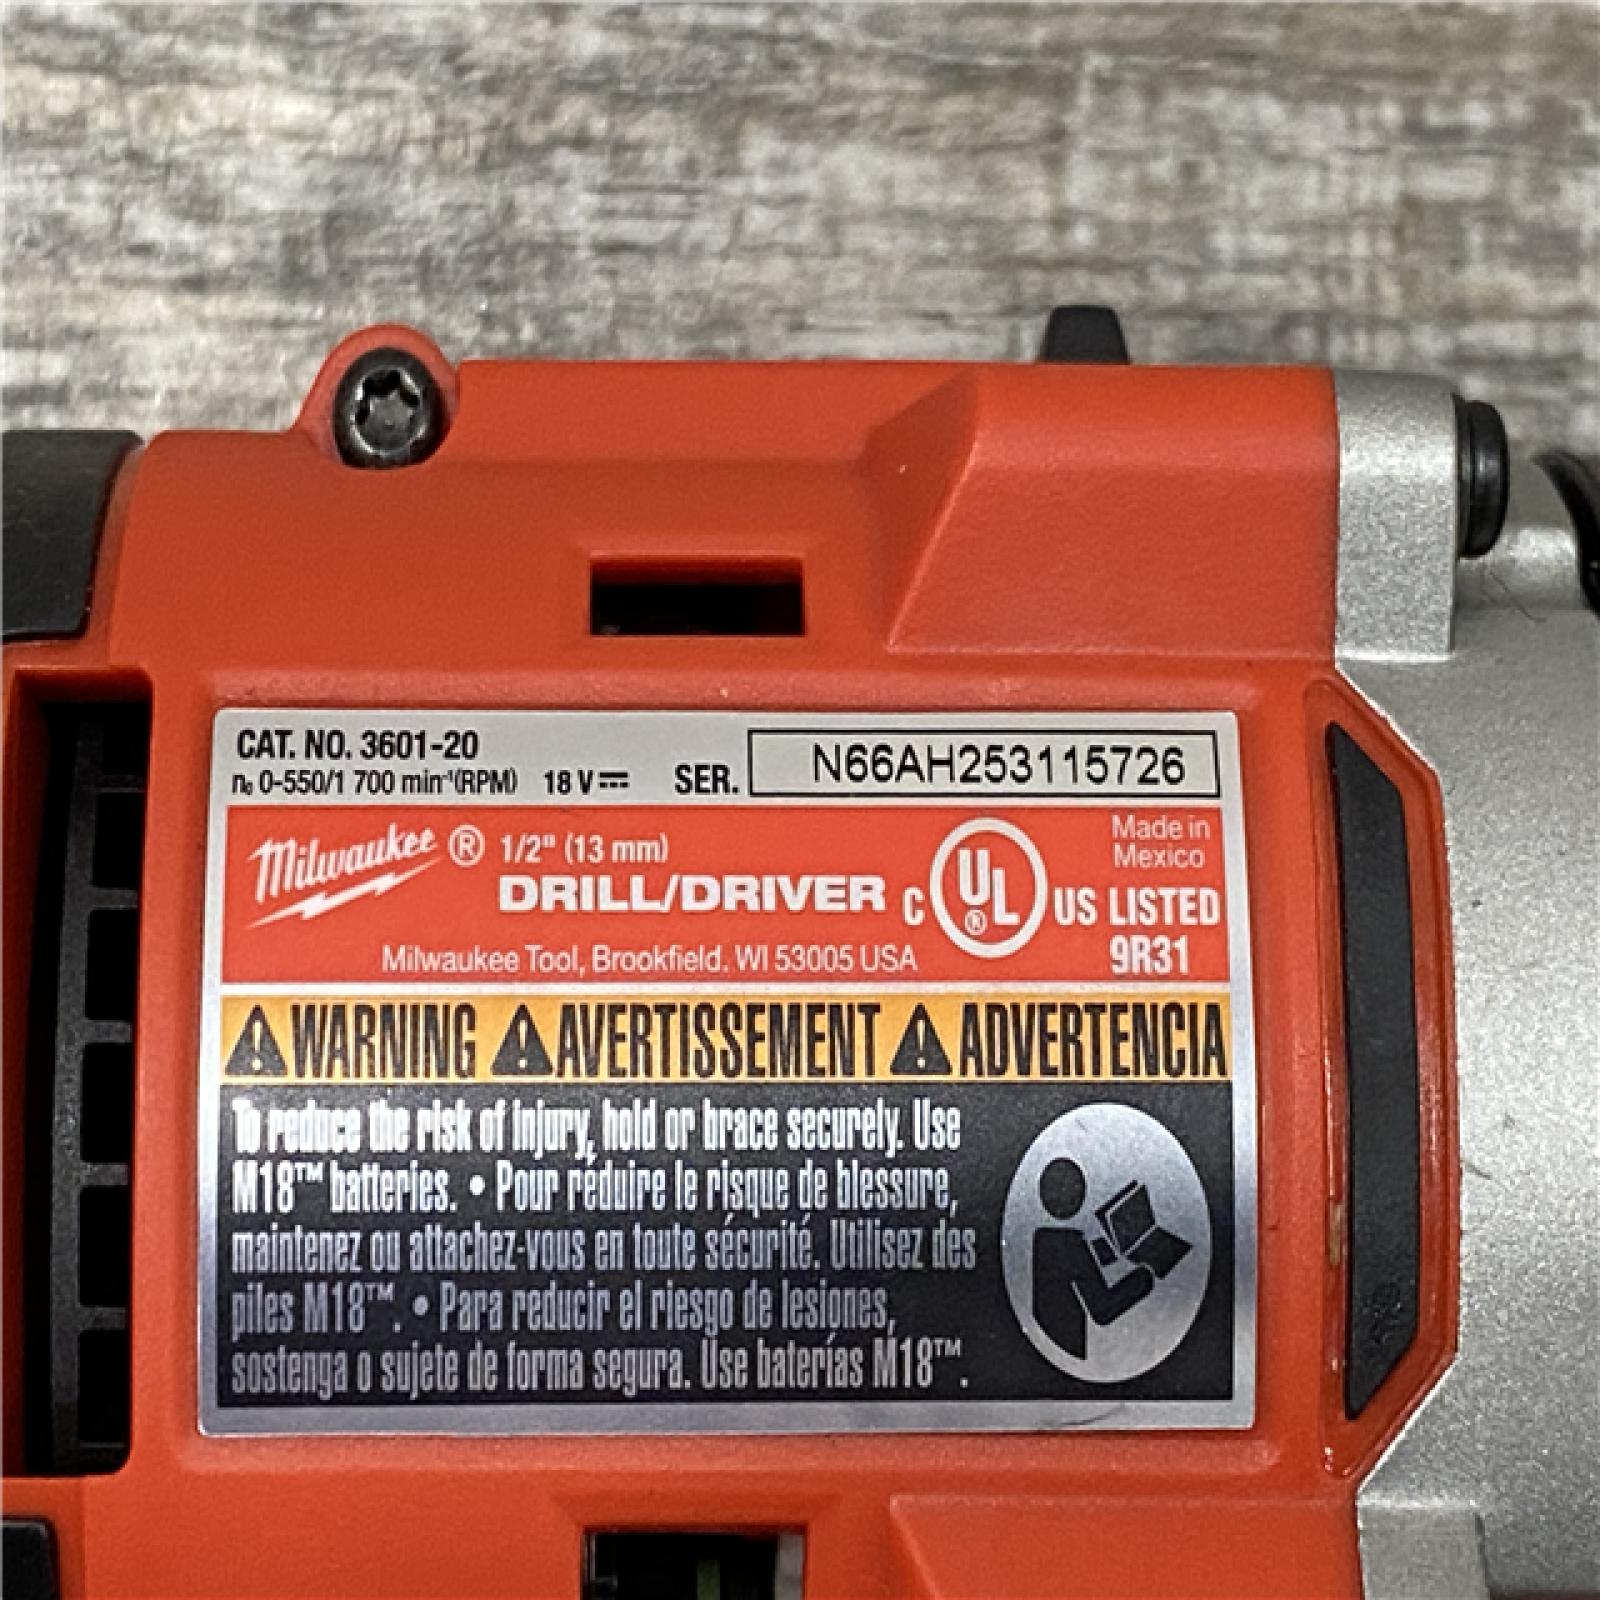 CAT. NO. 3601-20
n₀ 0-550/1 700 min⁻¹(RPM) 18 V⎓ SER. N66AH253115726
Milwaukee® 1/2" (13 mm)
DRILL/DRIVER
Milwaukee Tool, Brookfield. WI 53005 USA
C UL® US LISTED
9R31
Made in
Mexico
⚠WARNING ⚠AVERTISSEMENT ⚠ADVERTENCIA
To reduce the risk of injury, hold or brace securely. Use
M18™ batteries. • Pour réduire le risque de blessure,
maintenez ou attachez-vous en toute sécurité. Utilisez des
piles M18™. • Para reducir el riesgo de lesiones,
sostenga o sujete de forma segura. Use baterías M18™.